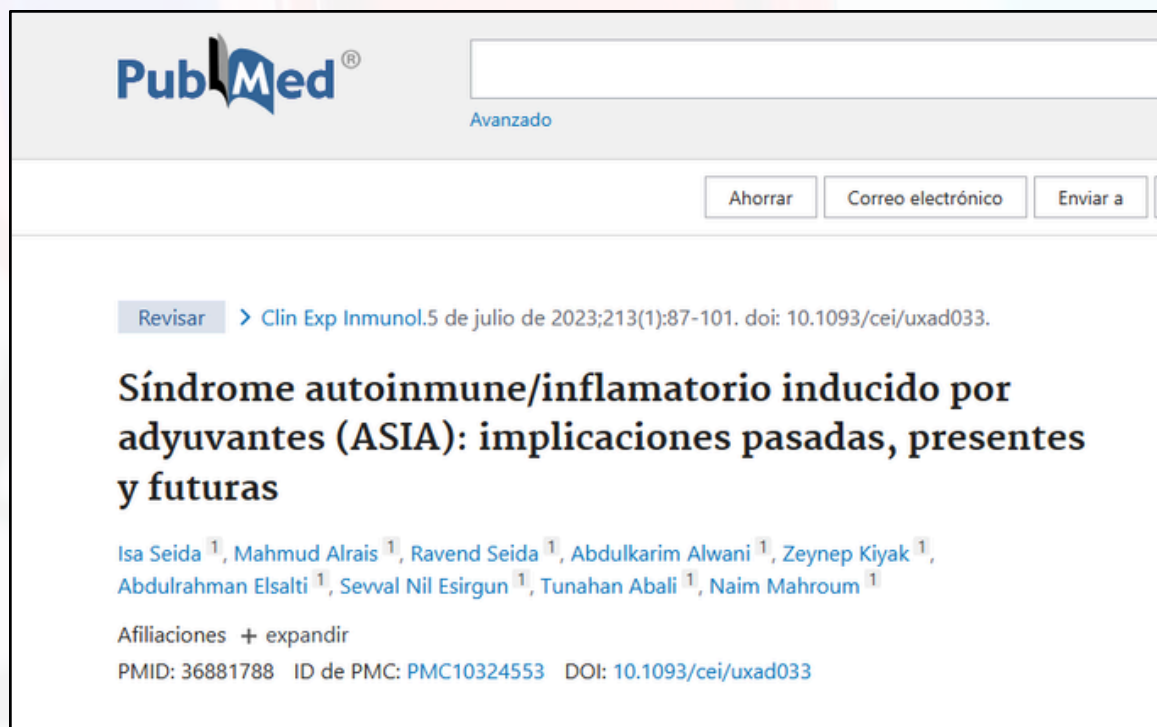 PubMed®
Avanzado
Ahorrar Correo electrónico Enviar a
Revisar > Clin Exp Inmunol.5 de julio de 2023;213(1):87-101. doi: 10.1093/cei/uxad033.
Síndrome autoinmune/inflamatorio inducido por
adyuvantes (ASIA): implicaciones pasadas, presentes
y futuras
Isa Seida 1, Mahmud Alrais 1, Ravend Seida 1, Abdulkarim Alwani 1, Zeynep Kiyak 1,
Abdulrahman Elsalti 1, Sevval Nil Esirgun 1, Tunahan Abali 1, Naim Mahroum 1
Afiliaciones + expandir
PMID: 36881788 ID de PMC: PMC10324553 DOI: 10.1093/cei/uxad033